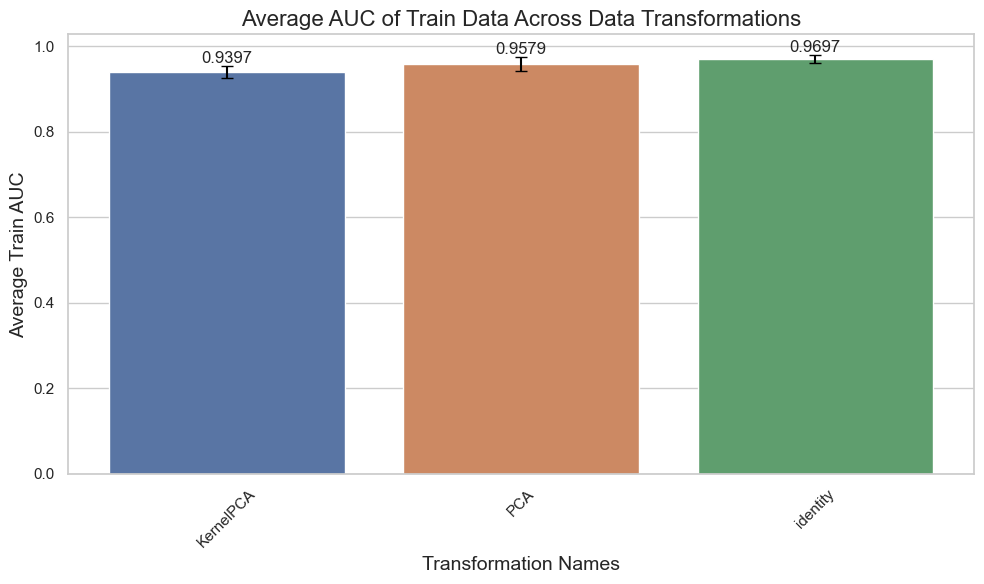 Average AUC of Train Data Across Data Transformations
0.9397
0.9579
0.9697
1.0
0.8
0.6
0.4
0.2
0.0
Average Train AUC
KernelPCA
PCA
identity
Transformation Names